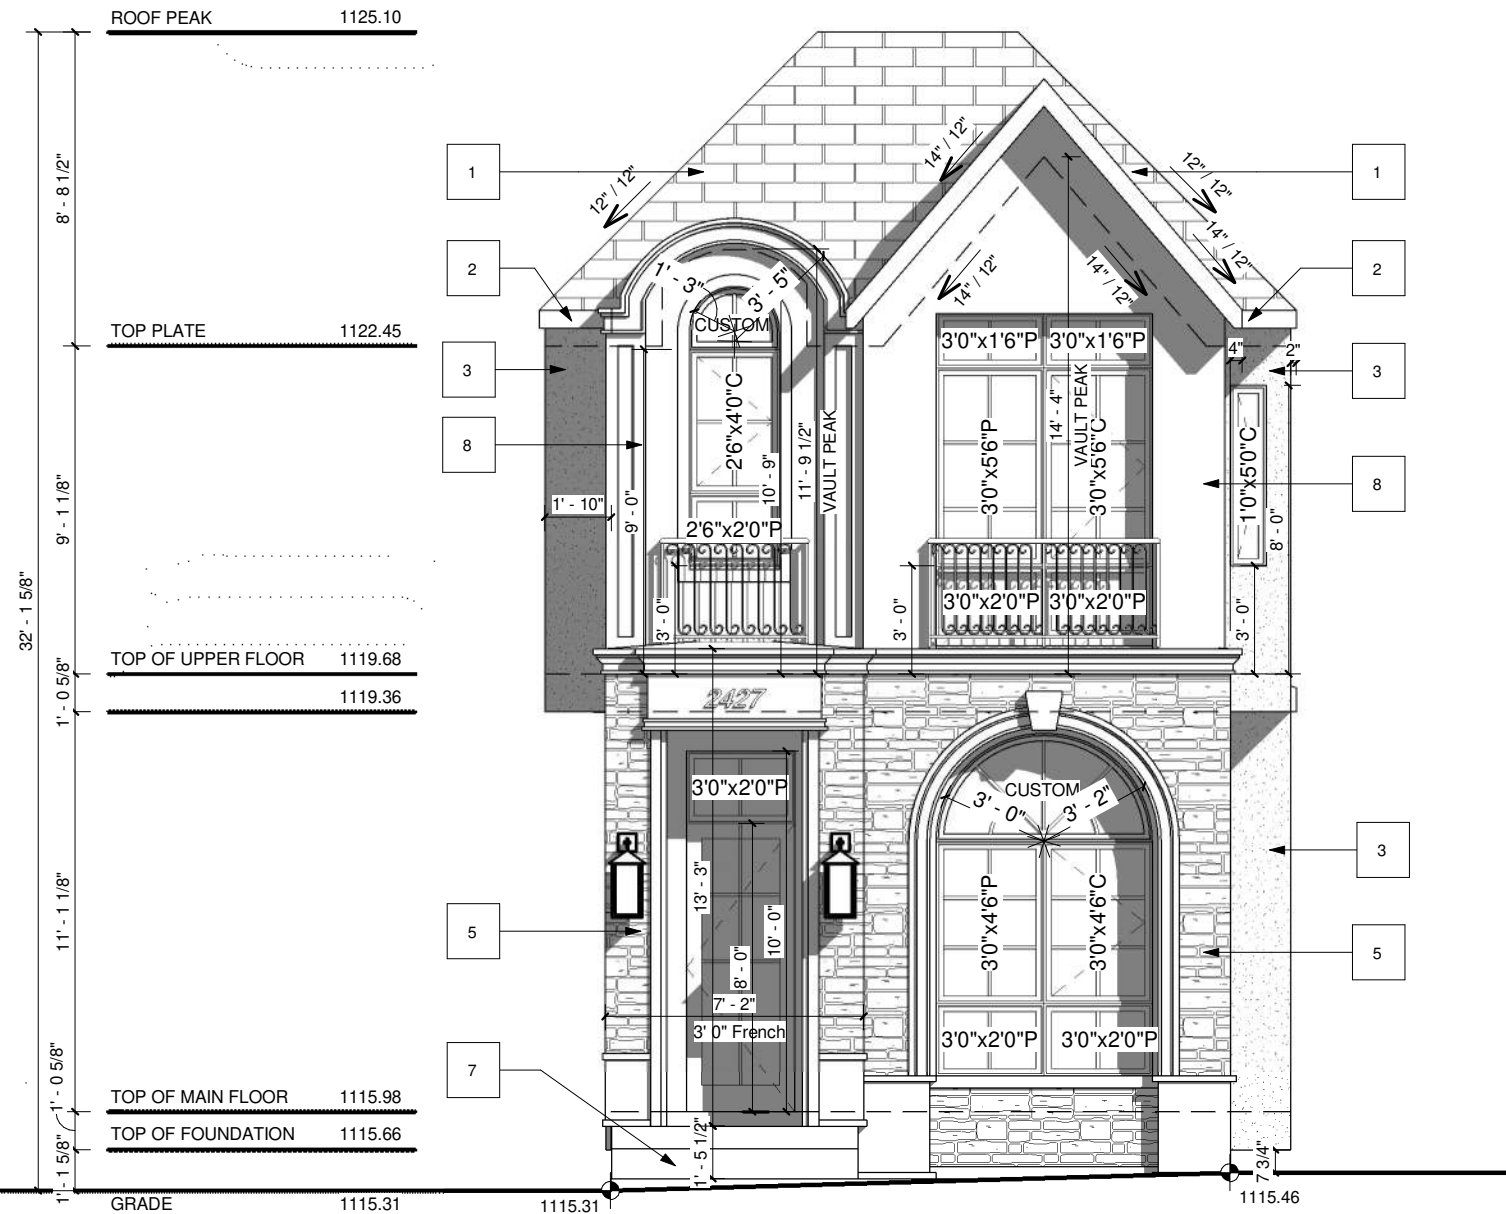 ROOF PEAK 1125.10
8' - 8 1/2"
1
12" / 12"
14" / 12"
12" / 12"
1
14" / 12"
2
1' - 3"
3' - 5"
14" / 12"
14" / 12"
2
CUSTOM
TOP PLATE 1122.45
3'0"x1'6"P 3'0"x1'6"P
4"
2"
3
3
2'6"x4'0"C
14' - 4"
VAULT PEAK
8
11' - 9 1/2"
VAULT PEAK
10' - 9"
3'0"x5'6"P
3'0"x5'6"C
1'0"x5'0"C
8
1' - 10"
9' - 0"
8' - 0"
9' - 1 1/8"
2'6"x2'0"P
32' - 1 5/8"
3' - 0"
3' - 0"
3'0"x2'0"P 3'0"x2'0"P
3' - 0"
TOP OF UPPER FLOOR 1119.68
1' - 0 5/8"
1119.36
2427
3'0"x2'0"P
CUSTOM
3' - 0"
3' - 2"
3
13' - 3"
11' - 1 1/8"
5
10' - 0"
8' - 0"
3'0"x4'6"P
3'0"x4'6"C
5
7' - 2"
3' 0" French
3'0"x2'0"P 3'0"x2'0"P
7
1' - 0 5/8"
TOP OF MAIN FLOOR 1115.98
TOP OF FOUNDATION 1115.66
1' - 5 1/2"
1' - 1 5/8"
7 3/4"
GRADE 1115.31
1115.31
1115.46